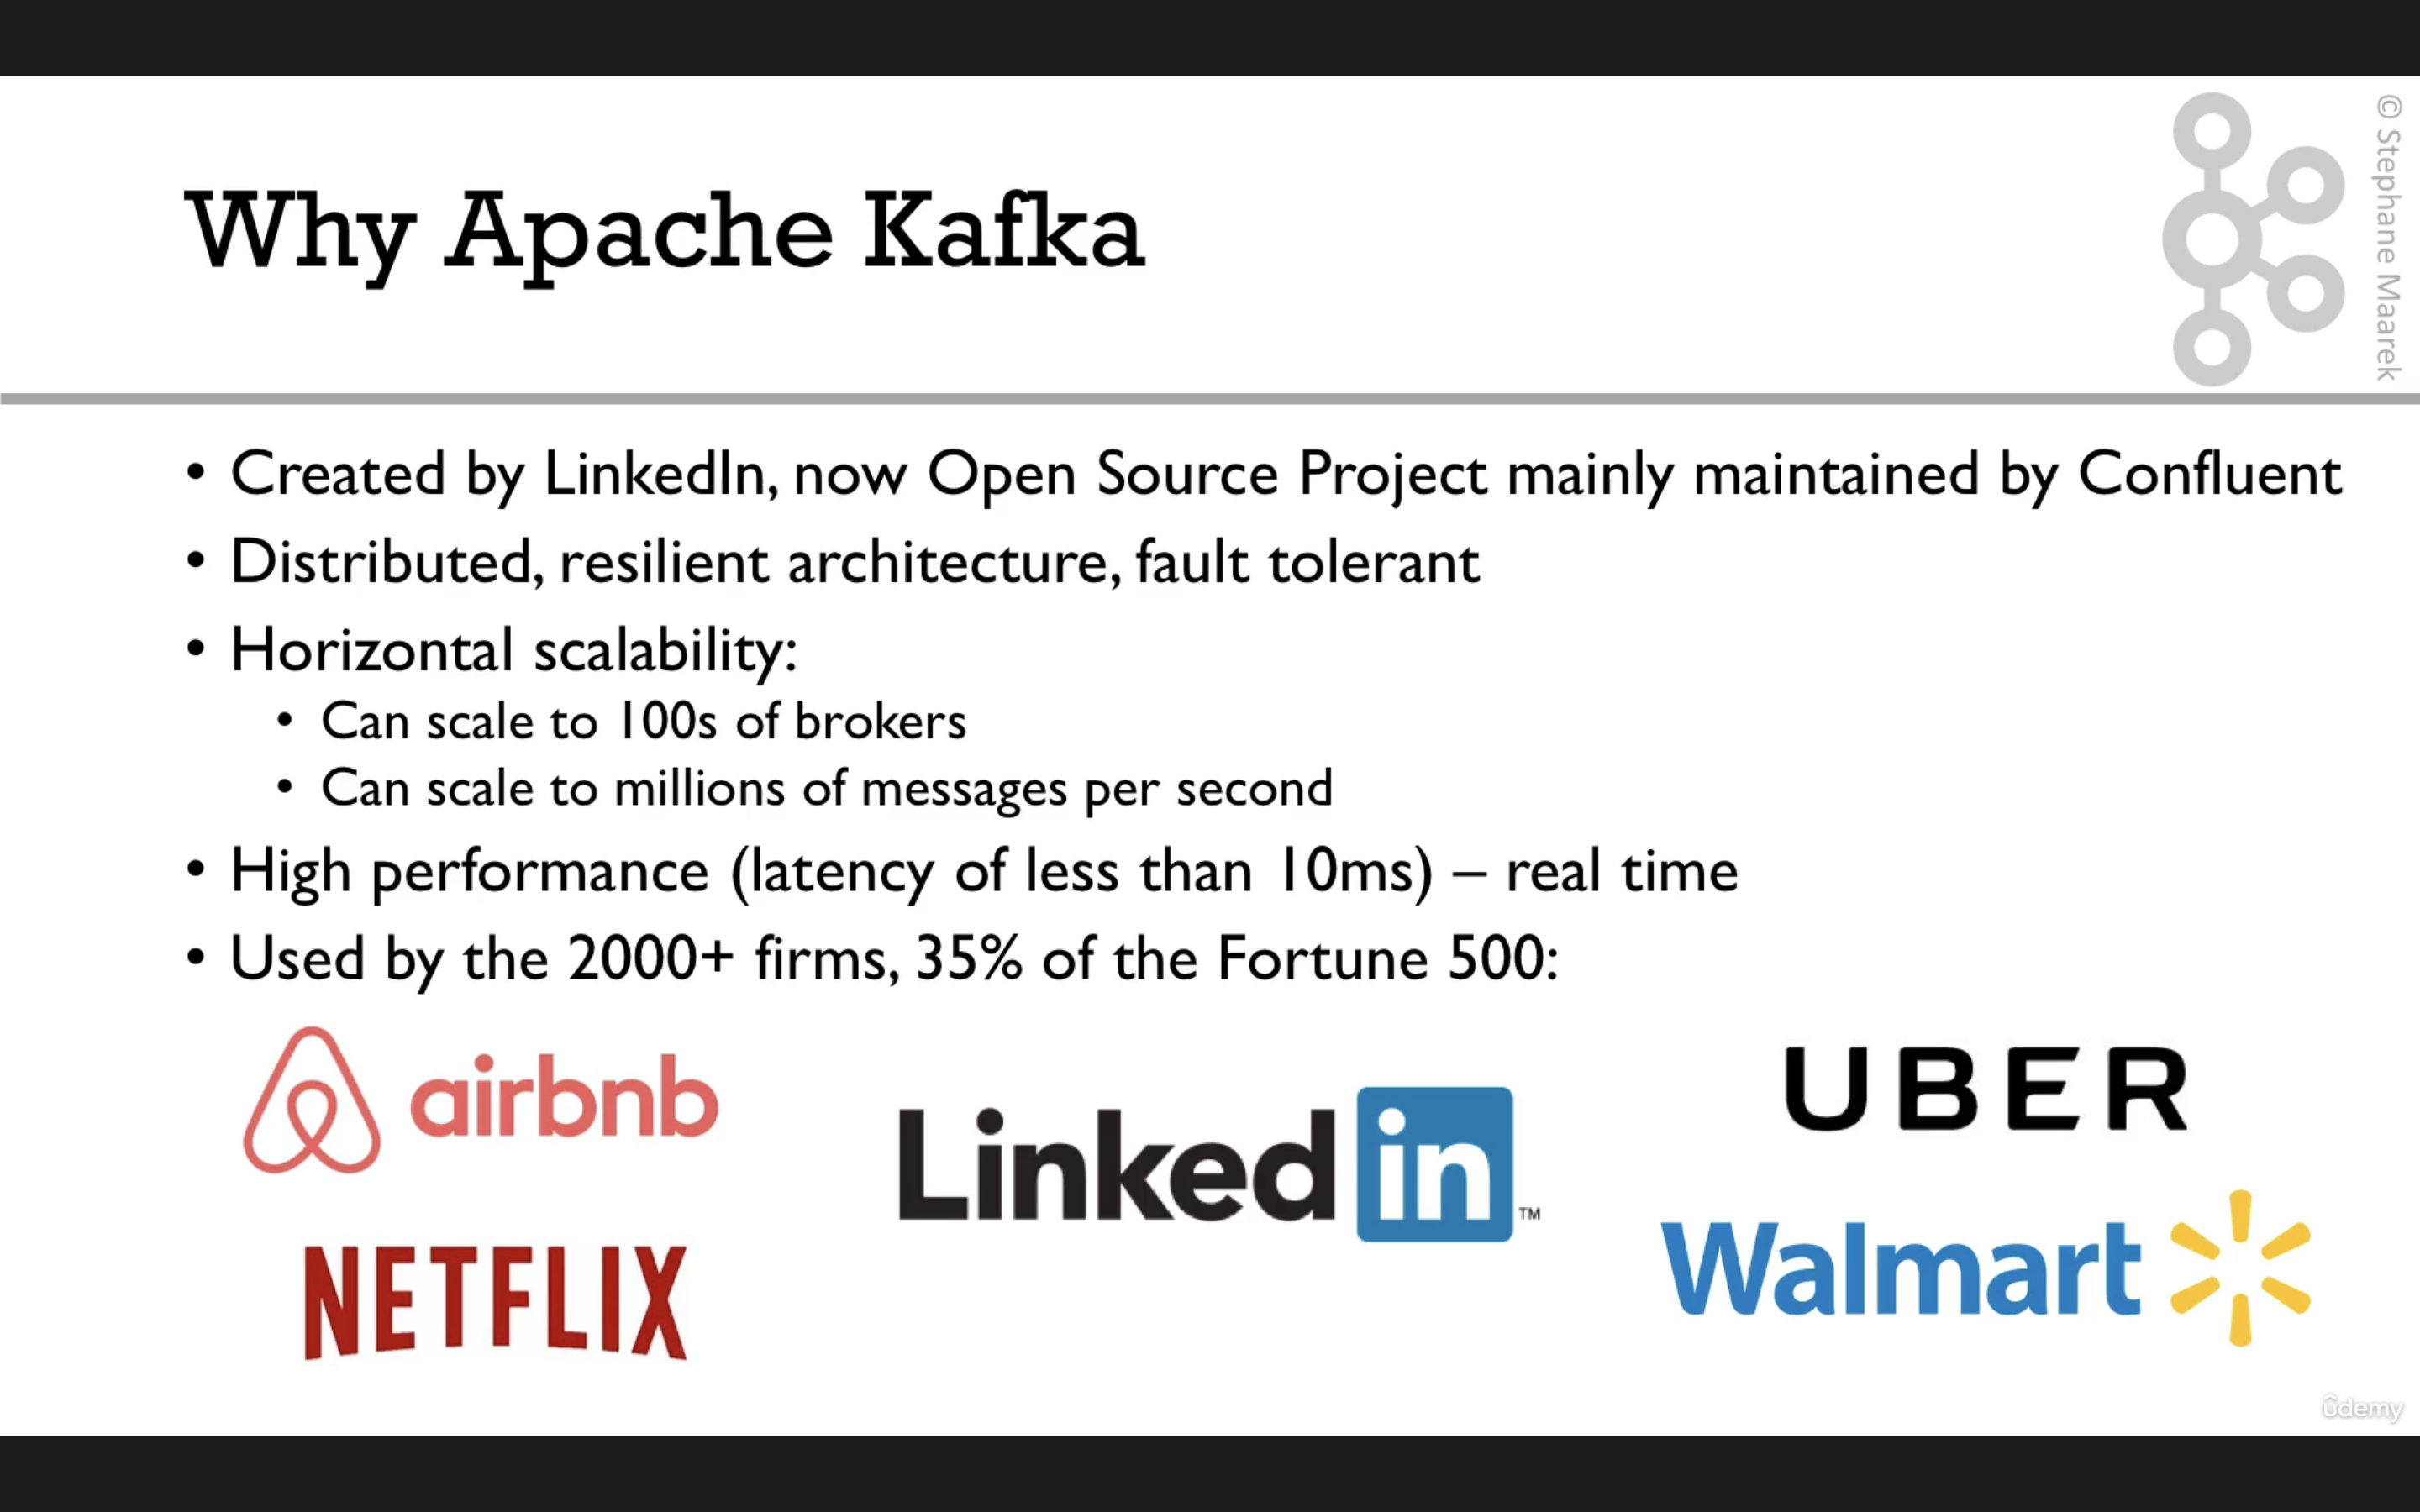 Why Apache Kafka
© Stephane Maarek
• Created by LinkedIn, now Open Source Project mainly maintained by Confluent
• Distributed, resilient architecture, fault tolerant
• Horizontal scalability:
• Can scale to 100s of brokers
• Can scale to millions of messages per second
• High performance (latency of less than 10ms) – real time
• Used by the 2000+ firms, 35% of the Fortune 500:
airbnb
LinkedIn™
UBER
NETFLIX
Walmart
ûdemy